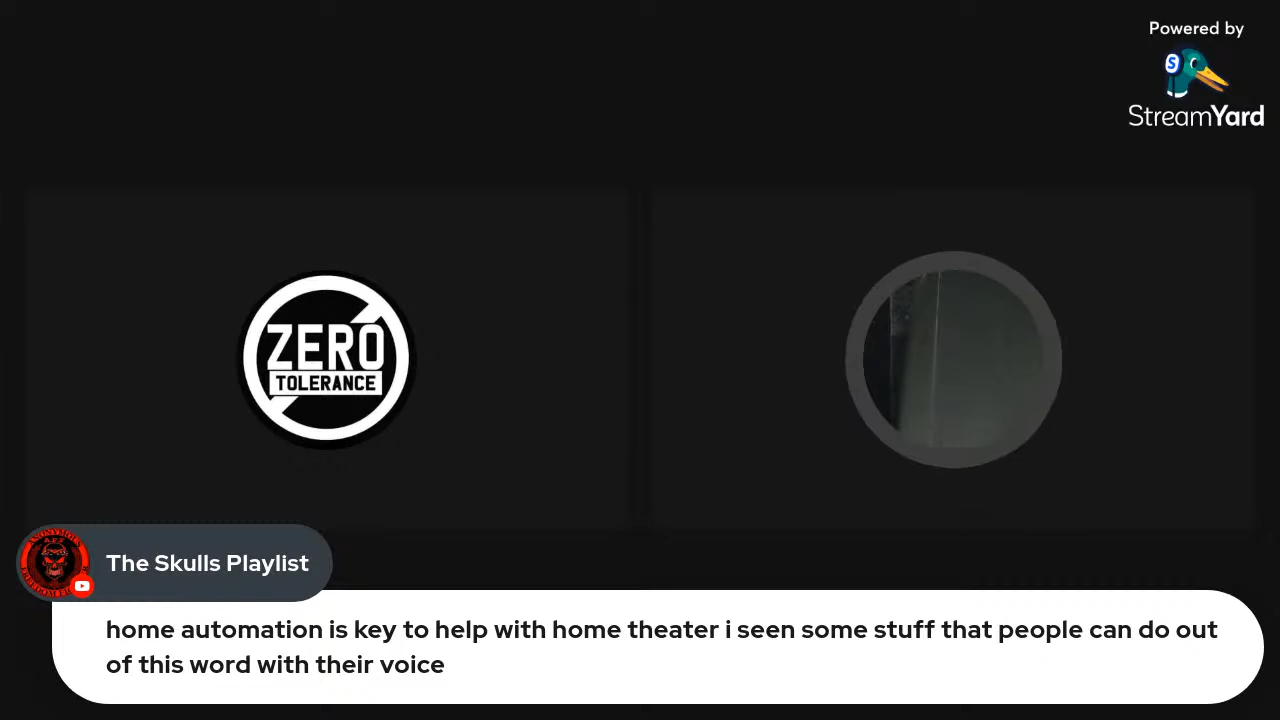 Powered by
S
StreamYard
ZERO
TOLERANCE
ANONYMOUS
The Skulls Playlist
home automation is key to help with home theater i seen some stuff that people can do out
of this word with their voice